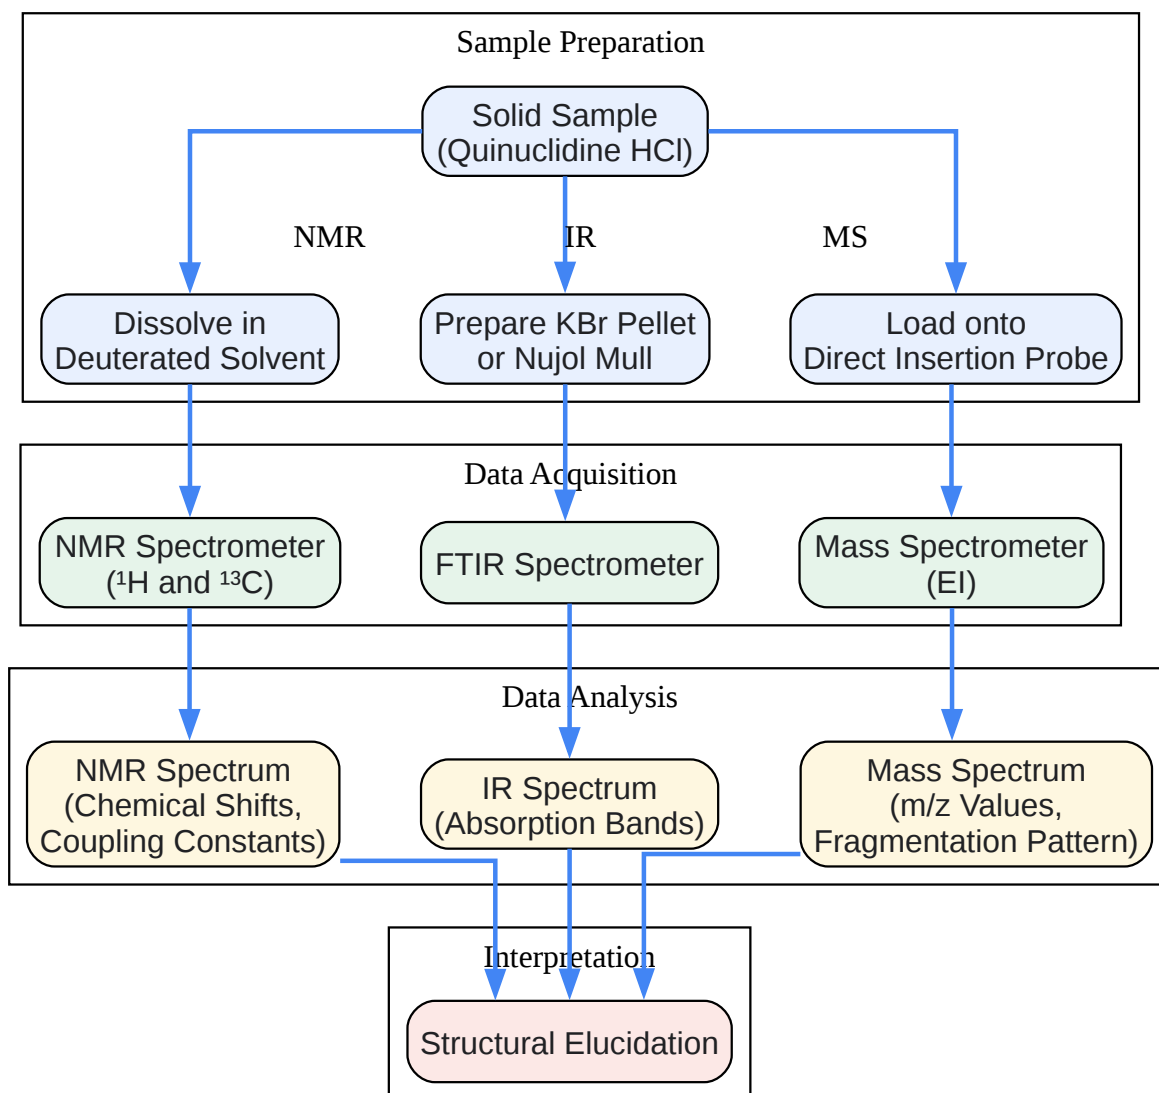 Sample Preparation
Solid Sample
(Quinuclidine HCl)
NMR
IR
MS
Dissolve in
Deuterated Solvent
Prepare KBr Pellet
or Nujol Mull
Load onto
Direct Insertion Probe
Data Acquisition
NMR Spectrometer
(¹H and ¹³C)
FTIR Spectrometer
Mass Spectrometer
(EI)
Data Analysis
NMR Spectrum
(Chemical Shifts,
Coupling Constants)
IR Spectrum
(Absorption Bands)
Mass Spectrum
(m/z Values,
Fragmentation Pattern)
Interpretation
Structural Elucidation